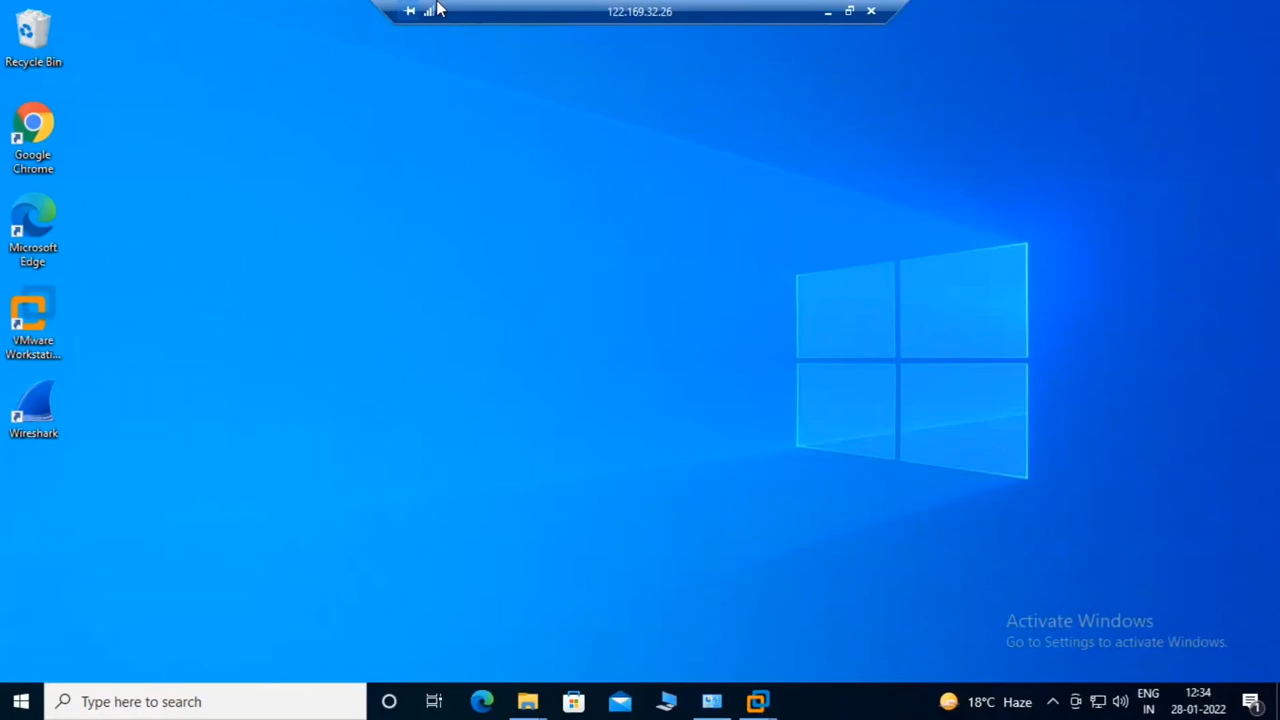 122.169.32.26
Recycle Bin
Google
Chrome
Microsoft
Edge
VMware
Workstati...
Wireshark
Activate Windows
Go to Settings to activate Windows.
Type here to search
18°C Haze
ENG
IN
12:34
28-01-2022
1